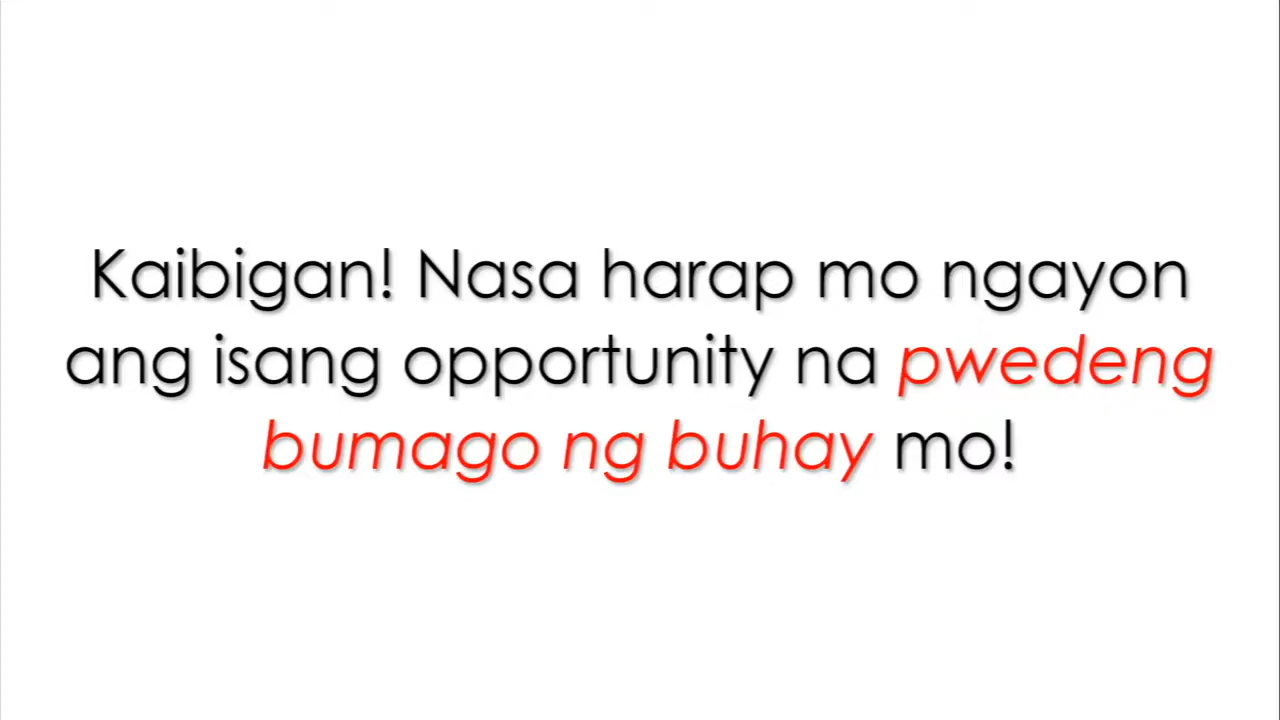 Kaibigan! Nasa harap mo ngayon
ang isang opportunity na pwedeng
bumago ng buhay mo!